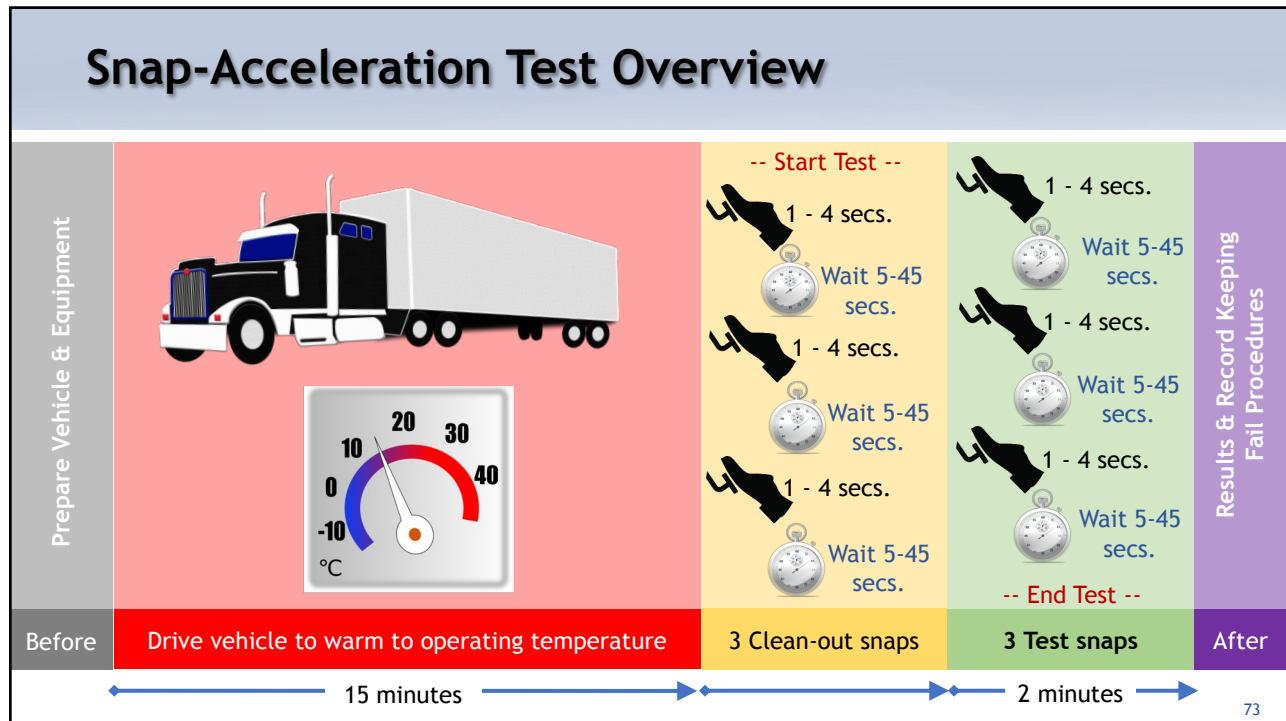 Snap-Acceleration Test Overview
Prepare Vehicle & Equipment
-10
0
10
20
30
40
°C
-- Start Test --
1 - 4 secs.
Wait 5-45
secs.
1 - 4 secs.
Wait 5-45
secs.
1 - 4 secs.
Wait 5-45
secs.
1 - 4 secs.
Wait 5-45
secs.
1 - 4 secs.
Wait 5-45
secs.
1 - 4 secs.
Wait 5-45
secs.
-- End Test --
Results & Record Keeping
Fail Procedures
Before
Drive vehicle to warm to operating temperature
3 Clean-out snaps
3 Test snaps
After
15 minutes
2 minutes
73